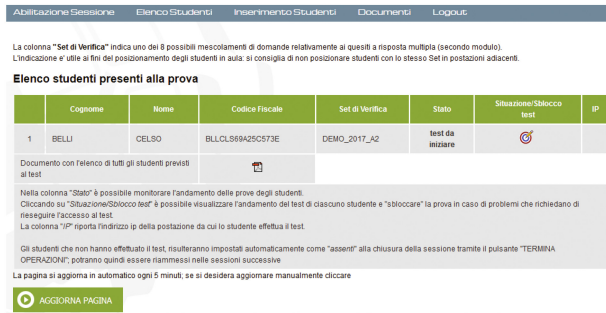 Abilitazione Sessione Elenco Studenti Inserimento Studenti Documenti Logout
La colonna "Set di Verifica" indica uno dei 8 possibili mescolamenti di domande relativamente ai quesiti a risposta multipla (secondo modulo).
L'indicazione e' utile ai fini del posizionamento degli studenti in aula: si consiglia di non posizionare studenti con lo stesso Set in postazioni adiacenti.
Elenco studenti presenti alla prova
Cognome Nome Codice Fiscale Set di Verifica Stato Situazione/Sblocco test IP
1 BELLI CELSO BLLCLS69A25C573E DEMO_2017_A2 test da iniziare
Documento con l'elenco di tutti gli studenti previsti
al test
Nella colonna "Stato" è possibile monitorare l'andamento delle prove degli studenti.
Cliccando su "Situazione/Sblocco test" è possibile visualizzare l'andamento del test di ciascuno studente e "sbloccare" la prova in caso di problemi che richiedano di
rieseguire l'accesso al test.
La colonna "IP" riporta l'indirizzo ip della postazione da cui lo studente effettua il test.
Gli studenti che non hanno effettuato il test, risulteranno impostati automaticamente come "assenti" alla chiusura della sessione tramite il pulsante "TERMINA
OPERAZIONI"; potranno quindi essere riammessi nelle sessioni successive
La pagina si aggiorna in automatico ogni 5 minuti; se si desidera aggiornare manualmente cliccare
AGGIORNA PAGINA